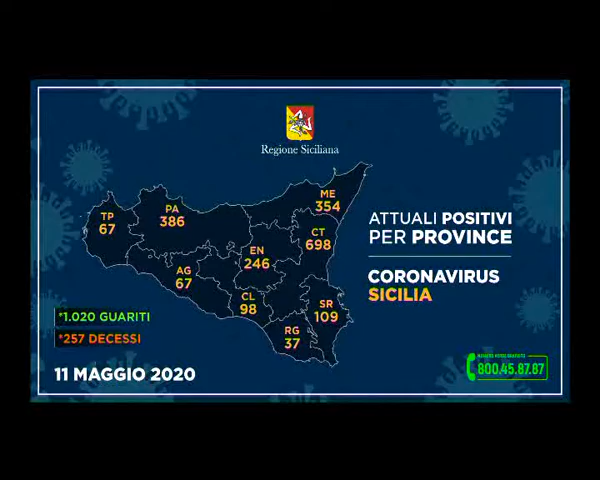 Regione Siciliana
ME
354
PA
386
TP
67
CT
698
EN
246
AG
67
CL
98
SR
109
RG
37
ATTUALI POSITIVI
PER PROVINCE
CORONAVIRUS
SICILIA
*1.020 GUARITI
*257 DECESSI
11 MAGGIO 2020
800.45.87.87